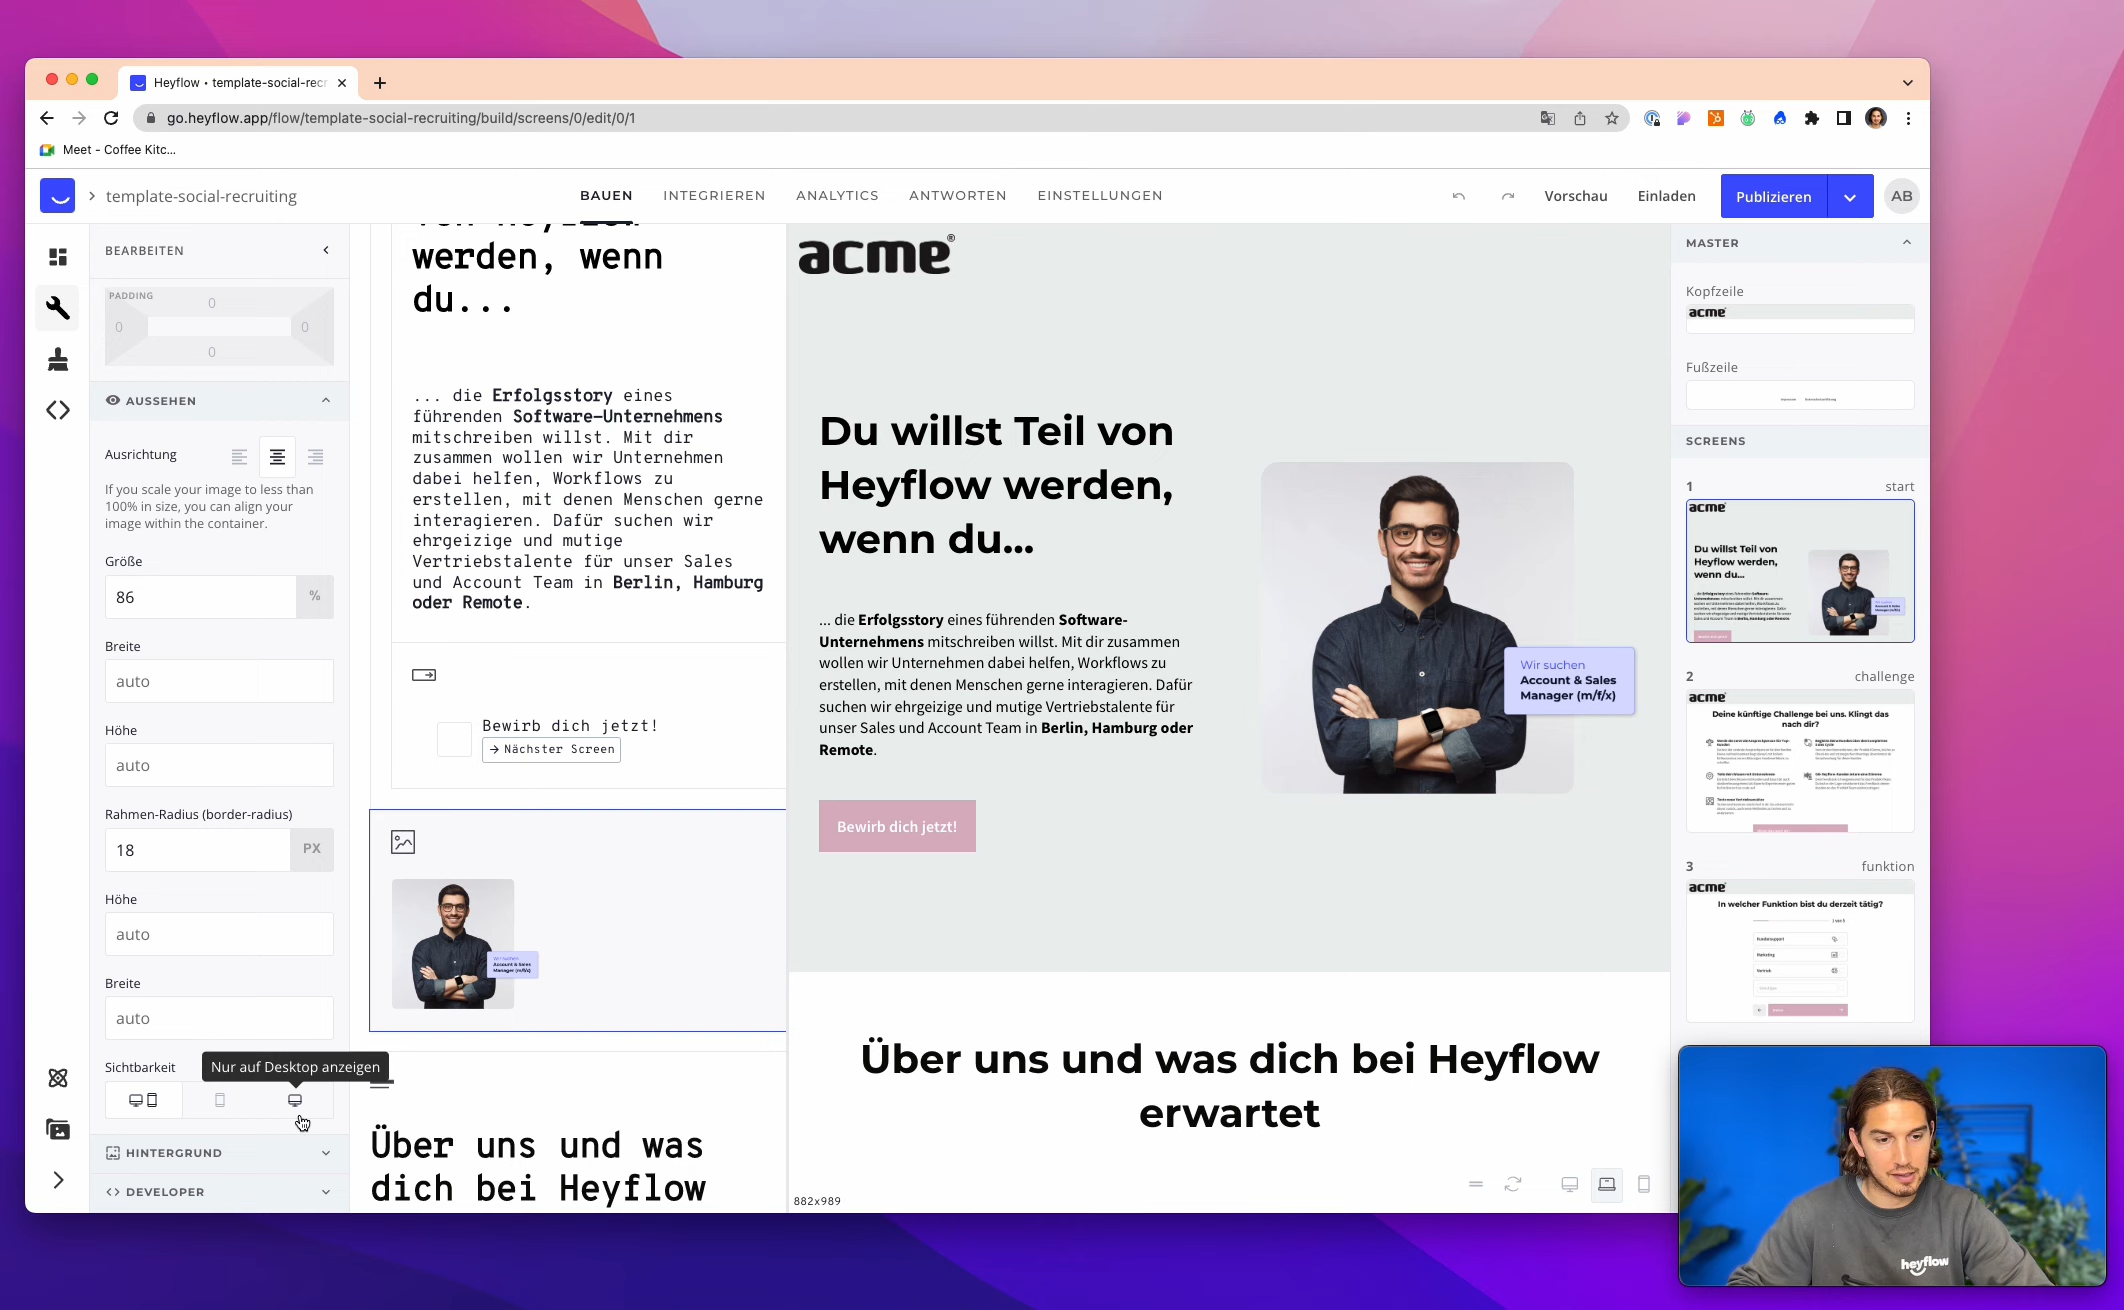 Heyflow • template-social-recr
go.heyflow.app/flow/template-social-recruiting/build/screens/0/edit/0/1
Meet - Coffee Kitc...
template-social-recruiting
BAUEN
INTEGRIEREN
ANALYTICS
ANTWORTEN
EINSTELLUNGEN
Vorschau
Einladen
Publizieren
AB
BEARBEITEN
PADDING
0
0
0
0
AUSSEHEN
Ausrichtung
If you scale your image to less than
100% in size, you can align your
image within the container.
Größe
86
%
Breite
auto
Höhe
auto
Rahmen-Radius (border-radius)
18
PX
Höhe
auto
Breite
auto
Sichtbarkeit
Nur auf Desktop anzeigen
HINTERGRUND
DEVELOPER
von Heyflow
werden, wenn
du...
... die Erfolgsstory eines
führenden Software-Unternehmens
mitschreiben willst. Mit dir
zusammen wollen wir Unternehmen
dabei helfen, Workflows zu
erstellen, mit denen Menschen gerne
interagieren. Dafür suchen wir
ehrgeizige und mutige
Vertriebstalente für unser Sales
und Account Team in Berlin, Hamburg
oder Remote.
Bewirb dich jetzt!
Nächster Screen
Wir suchen
Account & Sales
Manager (m/f/x)
Über uns und was
dich bei Heyflow
acme®
Du willst Teil von
Heyflow werden,
wenn du...
... die Erfolgsstory eines führenden Software-
Unternehmens mitschreiben willst. Mit dir zusammen
wollen wir Unternehmen dabei helfen, Workflows zu
erstellen, mit denen Menschen gerne interagieren. Dafür
suchen wir ehrgeizige und mutige Vertriebstalente für
unser Sales und Account Team in Berlin, Hamburg oder
Remote.
Bewirb dich jetzt!
Wir suchen
Account & Sales
Manager (m/f/x)
Über uns und was dich bei Heyflow
erwartet
882x989
MASTER
Kopfzeile
acme
Fußzeile
SCREENS
1
start
acme
Du willst Teil von
Heyflow werden,
wenn du...
2
challenge
acme
Deine künftige Challenge bei uns. Klingt das
nach dir?
3
funktion
acme
In welcher Funktion bist du derzeit tätig?
Kundensupport
Marketing
Vertrieb
heyflow